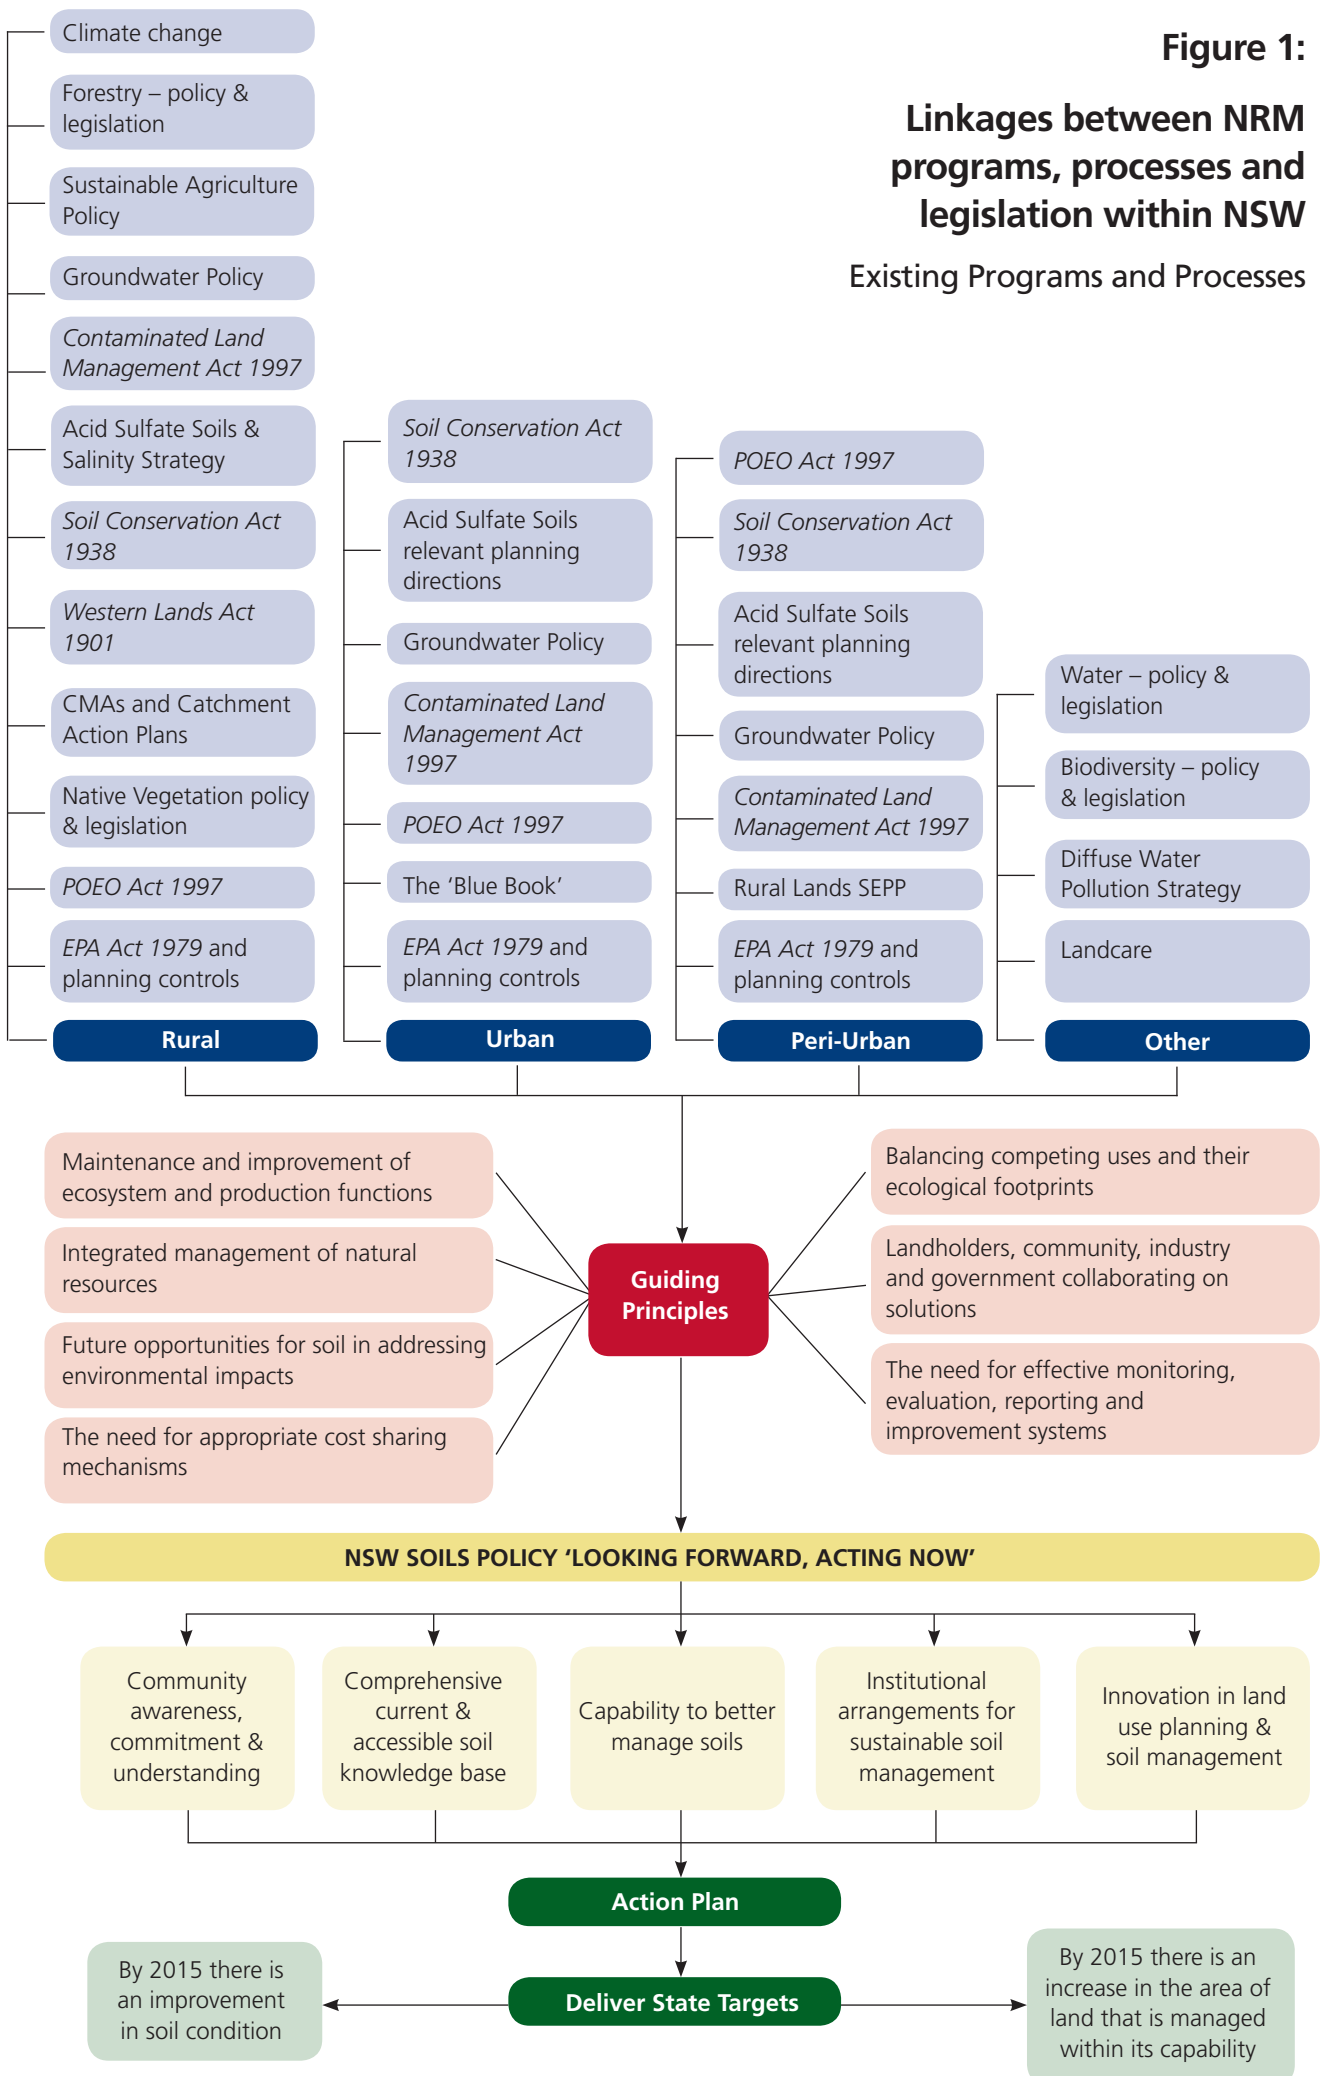 Figure 1:
Linkages between NRM
programs, processes and
legislation within NSW
Existing Programs and Processes
Climate change
Forestry – policy &
legislation
Sustainable Agriculture
Policy
Groundwater Policy
Contaminated Land
Management Act 1997
Acid Sulfate Soils &
Salinity Strategy
Soil Conservation Act
1938
Western Lands Act
1901
CMAs and Catchment
Action Plans
Native Vegetation policy
& legislation
POEO Act 1997
EPA Act 1979 and
planning controls
Rural
Soil Conservation Act
1938
Acid Sulfate Soils
relevant planning
directions
Groundwater Policy
Contaminated Land
Management Act
1997
POEO Act 1997
The ‘Blue Book’
EPA Act 1979 and
planning controls
Urban
POEO Act 1997
Soil Conservation Act
1938
Acid Sulfate Soils
relevant planning
directions
Groundwater Policy
Contaminated Land
Management Act 1997
Rural Lands SEPP
EPA Act 1979 and
planning controls
Peri-Urban
Water – policy &
legislation
Biodiversity – policy
& legislation
Diffuse Water
Pollution Strategy
Landcare
Other
Maintenance and improvement of
ecosystem and production functions
Integrated management of natural
resources
Future opportunities for soil in addressing
environmental impacts
The need for appropriate cost sharing
mechanisms
Guiding
Principles
Balancing competing uses and their
ecological footprints
Landholders, community, industry
and government collaborating on
solutions
The need for effective monitoring,
evaluation, reporting and
improvement systems
NSW SOILS POLICY ‘LOOKING FORWARD, ACTING NOW’
Community
awareness,
commitment &
understanding
Comprehensive
current &
accessible soil
knowledge base
Capability to better
manage soils
Institutional
arrangements for
sustainable soil
management
Innovation in land
use planning &
soil management
Action Plan
Deliver State Targets
By 2015 there is
an improvement
in soil condition
By 2015 there is an
increase in the area of
land that is managed
within its capability